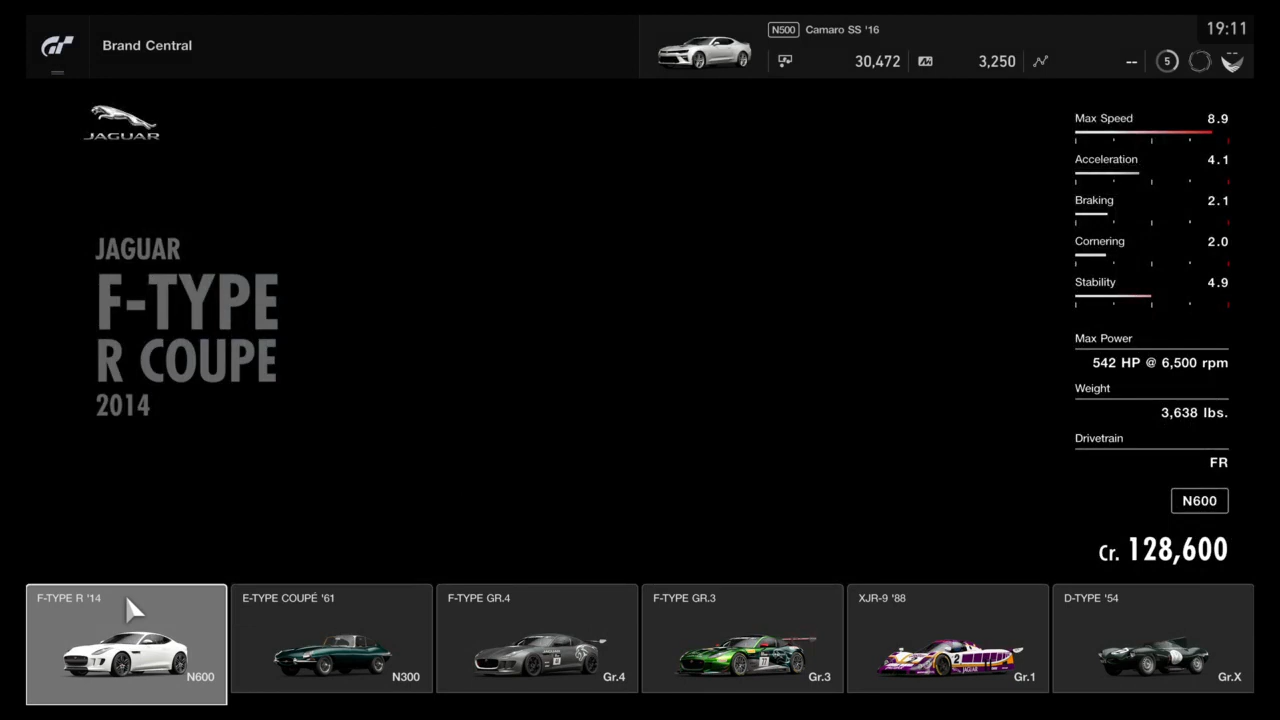 Brand Central
N500 Camaro SS '16
30,472
3,250
--
5
--
19:11
JAGUAR
JAGUAR
F-TYPE
R COUPE
2014
Max Speed 8.9
Acceleration 4.1
Braking 2.1
Cornering 2.0
Stability 4.9
Max Power
542 HP @ 6,500 rpm
Weight
3,638 lbs.
Drivetrain
FR
N600
Cr. 128,600
F-TYPE R '14
N600
E-TYPE COUPÉ '61
N300
F-TYPE GR.4
Gr.4
F-TYPE GR.3
Gr.3
XJR-9 '88
Gr.1
D-TYPE '54
Gr.X